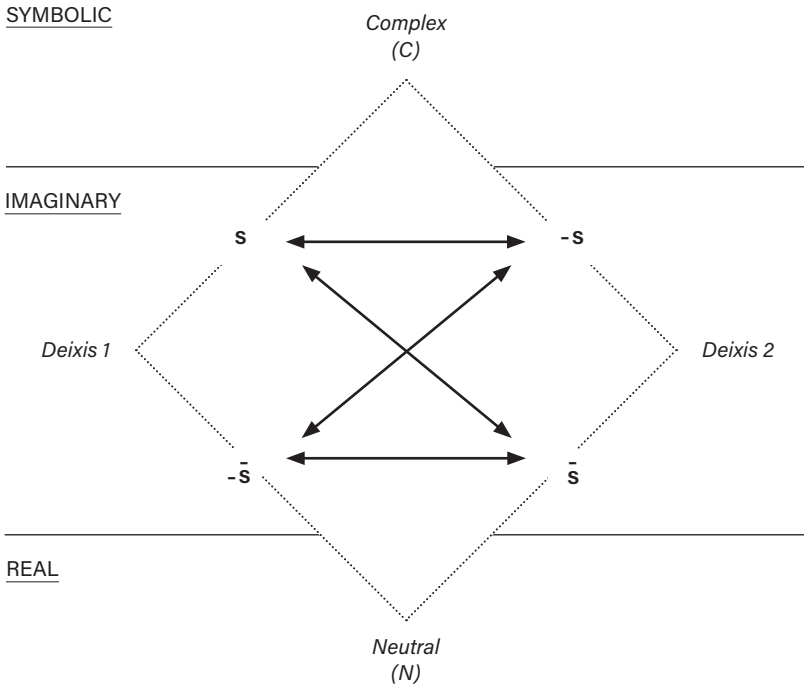 SYMBOLIC
Complex
(C)
IMAGINARY
s -s
Deixis 1 Deixis 2
-s̄ s̄
REAL
Neutral
(N)